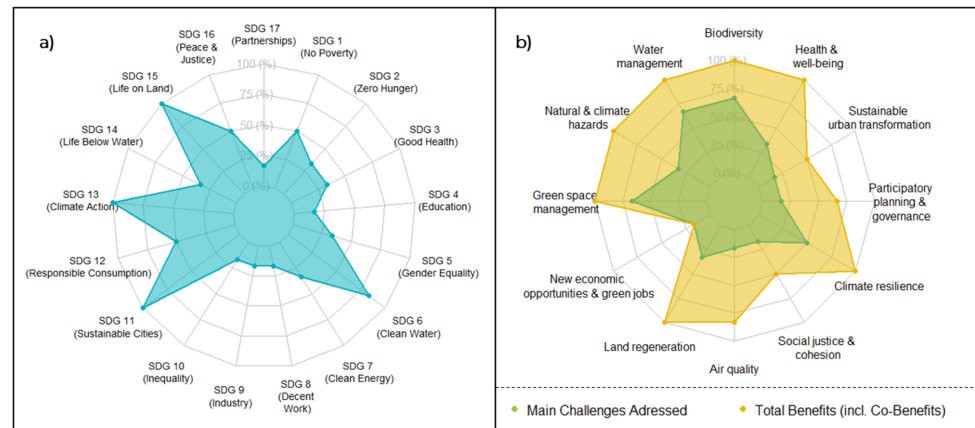 a)
SDG 17
(Partnerships)
SDG 1
(No Poverty)
SDG 2
(Zero Hunger)
SDG 3
(Good Health)
SDG 4
(Education)
SDG 5
(Gender Equality)
SDG 6
(Clean Water)
SDG 7
(Clean Energy)
SDG 8
(Decent
Work)
SDG 9
(Industry)
SDG 10
(Inequality)
SDG 11
(Sustainable Cities)
SDG 12
(Responsible Consumption)
SDG 13
(Climate Action)
SDG 14
(Life Below Water)
SDG 15
(Life on Land)
SDG 16
(Peace &
Justice)
100 (%)
75 (%)
50 (%)
25 (%)
0 (%)
b)
Biodiversity
Health &
well-being
Sustainable
urban transformation
Participatory
planning &
governance
Climate resilience
Social justice &
cohesion
Air quality
Land regeneration
New economic
opportunities & green jobs
Green space
management
Natural & climate
hazards
Water
management
100 (%)
75 (%)
50 (%)
25 (%)
0 (%)
Main Challenges Adressed
Total Benefits (incl. Co-Benefits)